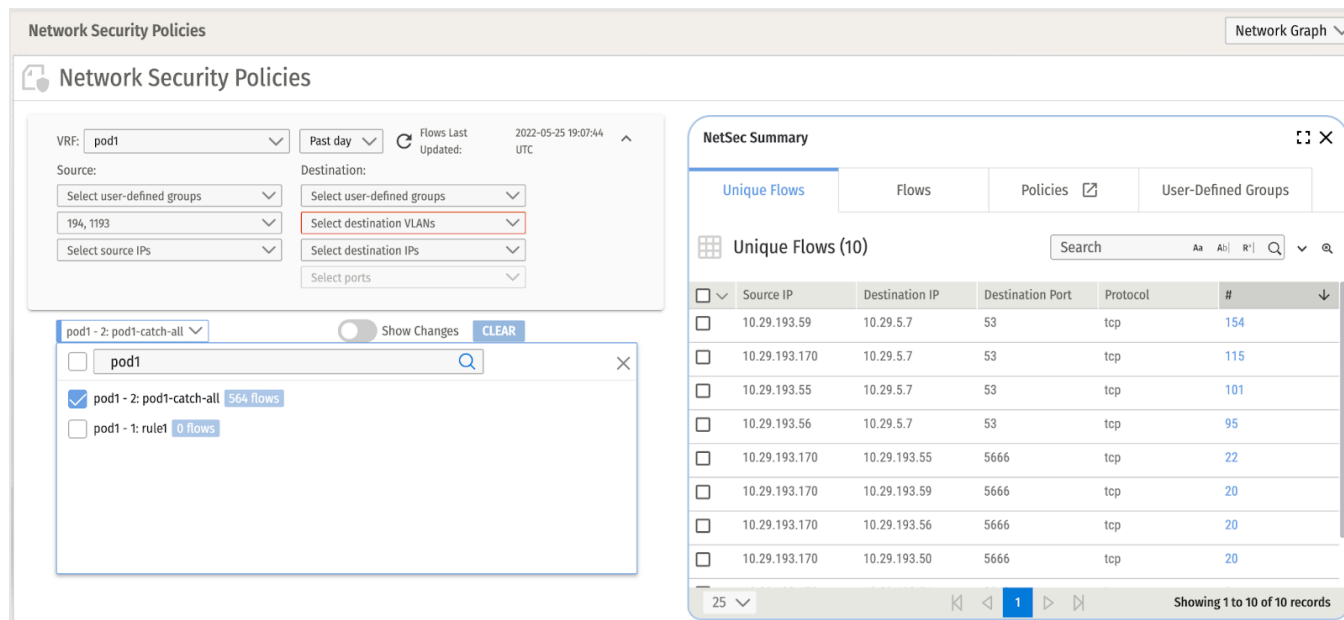 Network Security Policies
Network Graph
Network Security Policies
VRF: pod1 Past day Flows Last Updated: 2022-05-25 19:07:44 UTC
Source: Destination:
Select user-defined groups Select user-defined groups
194, 1193 Select destination VLANs
Select source IPs Select destination IPs
Select ports
pod1 - 2: pod1-catch-all Show Changes CLEAR
pod1
pod1 - 2: pod1-catch-all 564 flows
pod1 - 1: rule1 0 flows
NetSec Summary
Unique Flows Flows Policies User-Defined Groups
Unique Flows (10) Search Aa Ab| R*|
Source IP Destination IP Destination Port Protocol #
10.29.193.59 10.29.5.7 53 tcp 154
10.29.193.170 10.29.5.7 53 tcp 115
10.29.193.55 10.29.5.7 53 tcp 101
10.29.193.56 10.29.5.7 53 tcp 95
10.29.193.170 10.29.193.55 5666 tcp 22
10.29.193.170 10.29.193.59 5666 tcp 20
10.29.193.170 10.29.193.56 5666 tcp 20
10.29.193.170 10.29.193.50 5666 tcp 20
25 1 Showing 1 to 10 of 10 records